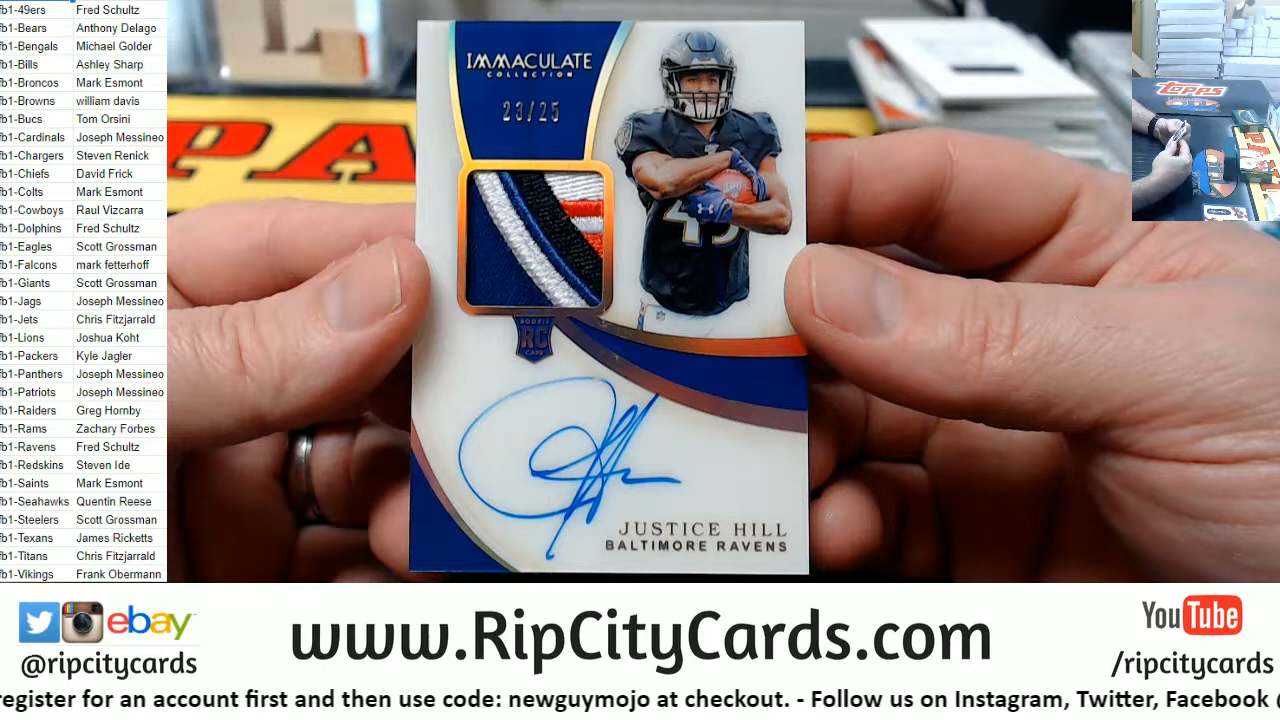 fb1-49ers Fred Schultz
fb1-Bears Anthony Delago
fb1-Bengals Michael Golder
fb1-Bills Ashley Sharp
fb1-Broncos Mark Esmont
fb1-Browns william davis
fb1-Bucs Tom Orsini
fb1-Cardinals Joseph Messineo
fb1-Chargers Steven Renick
fb1-Chiefs David Frick
fb1-Colts Mark Esmont
fb1-Cowboys Raul Vizcarra
fb1-Dolphins Fred Schultz
fb1-Eagles Scott Grossman
fb1-Falcons mark fetterhoff
fb1-Giants Scott Grossman
fb1-Jags Joseph Messineo
fb1-Jets Chris Fitzjarrald
fb1-Lions Joshua Koht
fb1-Packers Kyle Jagler
fb1-Panthers Joseph Messineo
fb1-Patriots Joseph Messineo
fb1-Raiders Greg Hornby
fb1-Rams Zachary Forbes
fb1-Ravens Fred Schultz
fb1-Redskins Steven Ide
fb1-Saints Mark Esmont
fb1-Seahawks Quentin Reese
fb1-Steelers Scott Grossman
fb1-Texans James Ricketts
fb1-Titans Chris Fitzjarrald
fb1-Vikings Frank Obermann
IMMACULATE
COLLECTION
23/25
ROOKIE
RC
CARD
JUSTICE HILL
BALTIMORE RAVENS
topps
ebay
@ripcitycards
www.RipCityCards.com
YouTube
/ripcitycards
register for an account first and then use code: newguymojo at checkout. - Follow us on Instagram, Twitter, Facebook